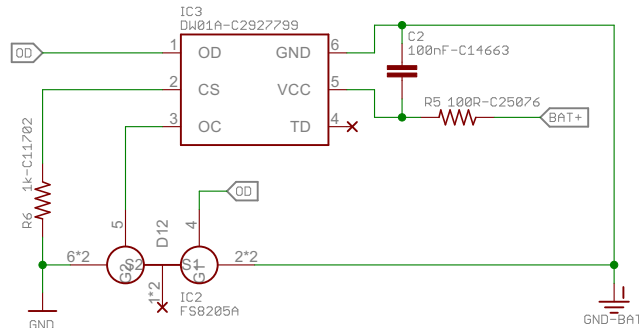 IC3
DW01A-C2927799
OD
1
OD
GND
6
C2
100nF-C14663
2
CS
VCC
5
R5 100R-C25076
BAT+
3
OC
TD
4
1k-C11702
R6
5
D12
4
OD
6*2
S2
G2
S1
G1
2*2
1*2
IC2
FS8205A
GND
GND-BAT